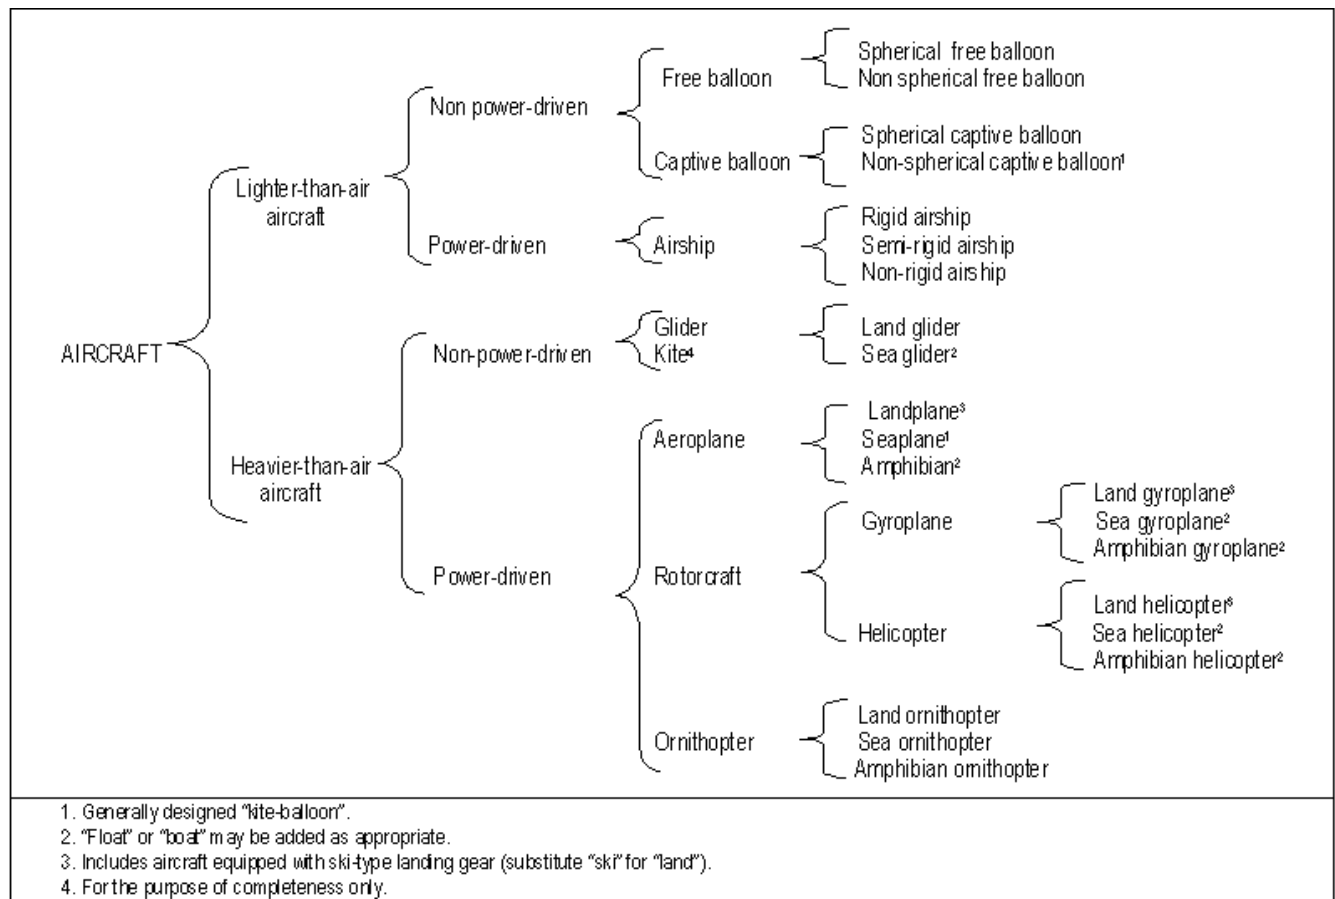 Spherical free balloon
Free balloon
Non spherical free balloon
Non power-driven
Spherical captive balloon
Captive balloon
Non-spherical captive balloon¹
Lighter-than-air
aircraft
Rigid airship
Power-driven
Airship
Semi-rigid airship
Non-rigid airship
AIRCRAFT
Non-power-driven
Glider
Kite⁴
Land glider
Sea glider²
Heavier-than-air
aircraft
Landplane³
Aeroplane
Seaplane¹
Amphibian²
Land gyroplane³
Gyroplane
Sea gyroplane²
Amphibian gyroplane²
Power-driven
Rotorcraft
Land helicopter³
Helicopter
Sea helicopter²
Amphibian helicopter²
Land ornithopter
Ornithopter
Sea ornithopter
Amphibian ornithopter
1. Generally designed “kite-balloon”.
2. “Float” or “boat” may be added as appropriate.
3. Includes aircraft equipped with ski-type landing gear (substitute “ski” for “land”).
4. For the purpose of completeness only.